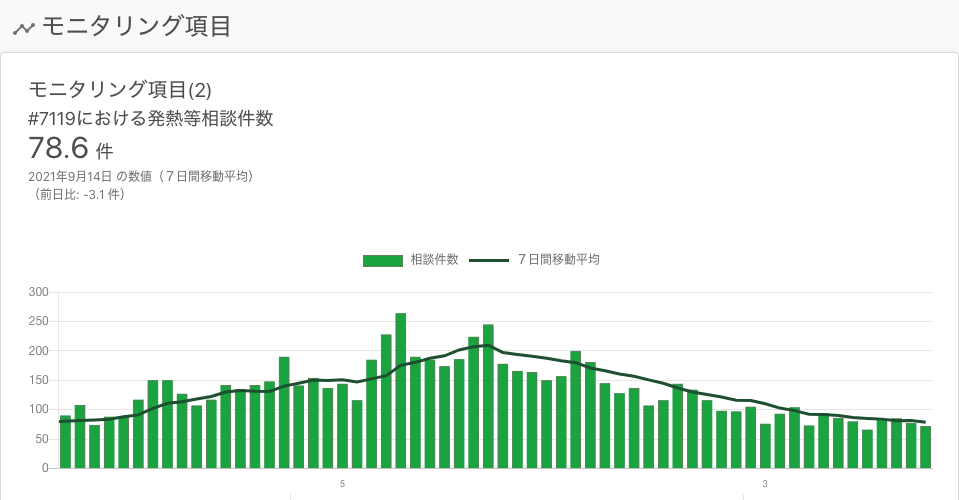 モニタリング項目
モニタリング項目(2)
#7119における発熱等相談件数
78.6 件
2021年9月14日 の数値（７日間移動平均）
（前日比: -3.1 件）
相談件数 ７日間移動平均
300
250
200
150
100
50
0
5 3